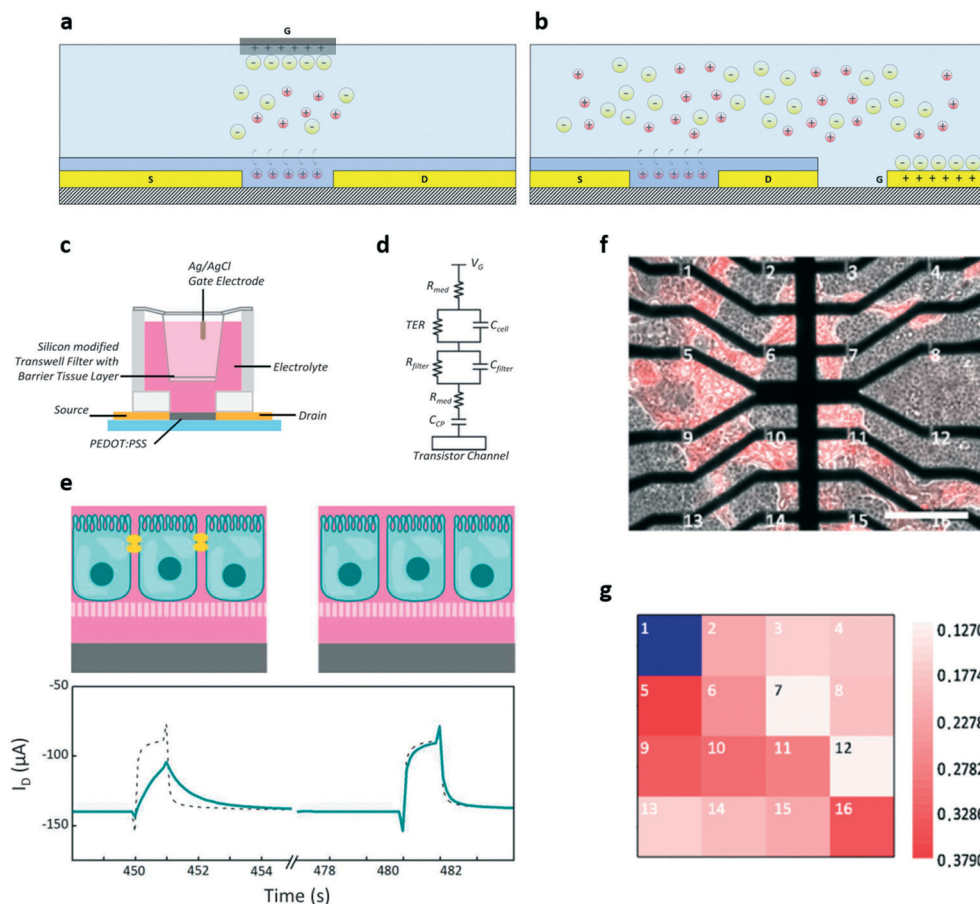 a
G
+ + + + + +
- - - - -
S
D
b
S
D
G
- - - - - -
+ + + + + +
c
Ag/AgCl
Gate Electrode
Silicon modified
Transwell Filter with
Barrier Tissue Layer
Electrolyte
Source
Drain
PEDOT:PSS
d
V_G
R_med
TER
C_cell
R_filter
C_filter
R_med
C_CP
Transistor Channel
f
1 2 3 4
5 6 7 8
9 10 11 12
13 14 15 16
e
-50
-100
-150
I_D (µA)
450 452 454 478 480 482
Time (s)
g
1 2 3 4
5 6 7 8
9 10 11 12
13 14 15 16
0.1270
0.1774
0.2278
0.2782
0.3286
0.3790